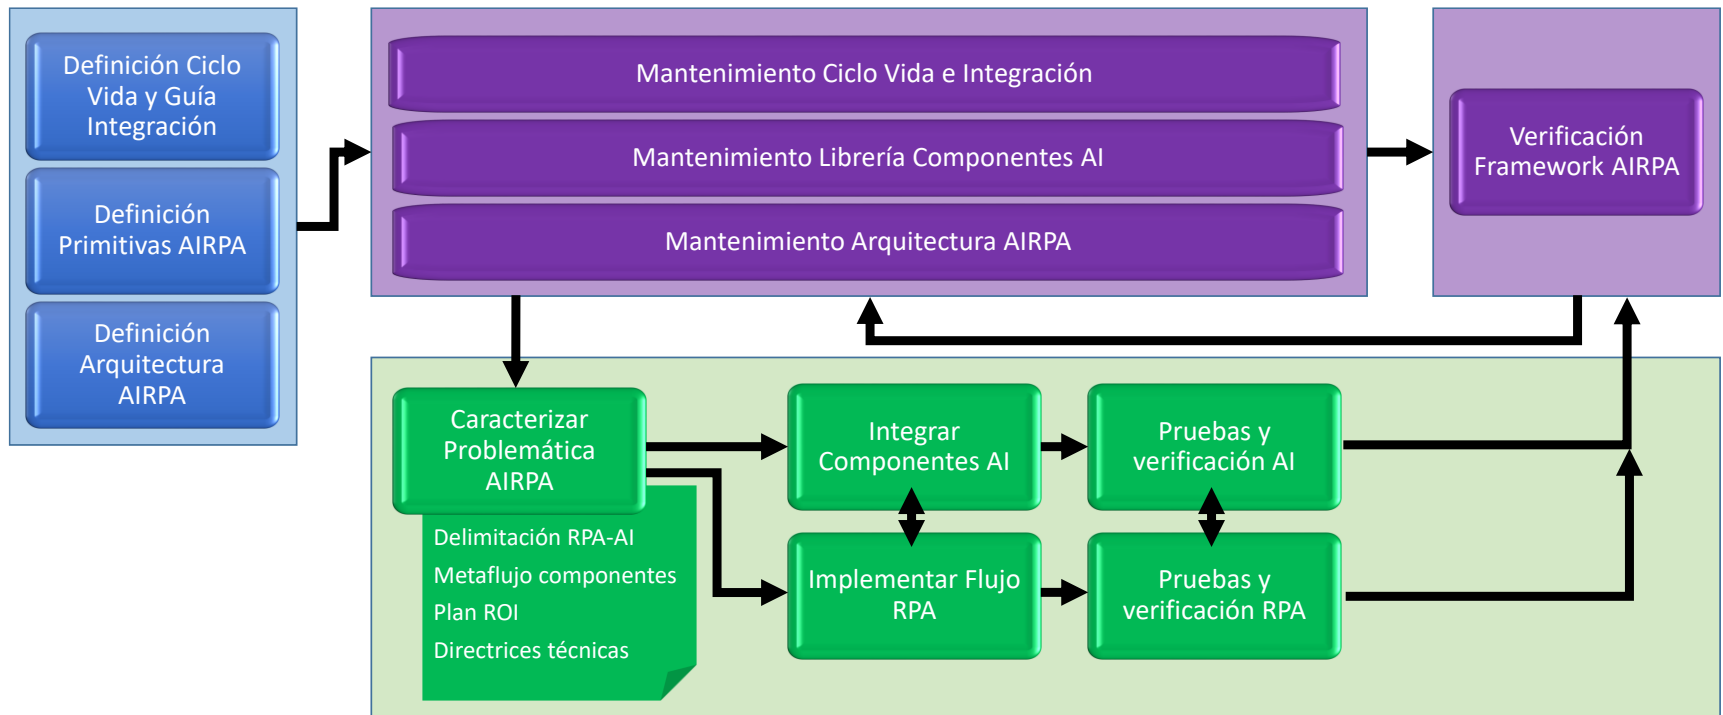 Definición Ciclo
Vida y Guía
Integración
Definición
Primitivas AIRPA
Definición
Arquitectura
AIRPA
Mantenimiento Ciclo Vida e Integración
Mantenimiento Librería Componentes AI
Mantenimiento Arquitectura AIRPA
Verificación
Framework AIRPA
Caracterizar
Problemática
AIRPA
Delimitación RPA-AI
Metaflujo componentes
Plan ROI
Directrices técnicas
Integrar
Componentes AI
Pruebas y
verificación AI
Implementar Flujo
RPA
Pruebas y
verificación RPA